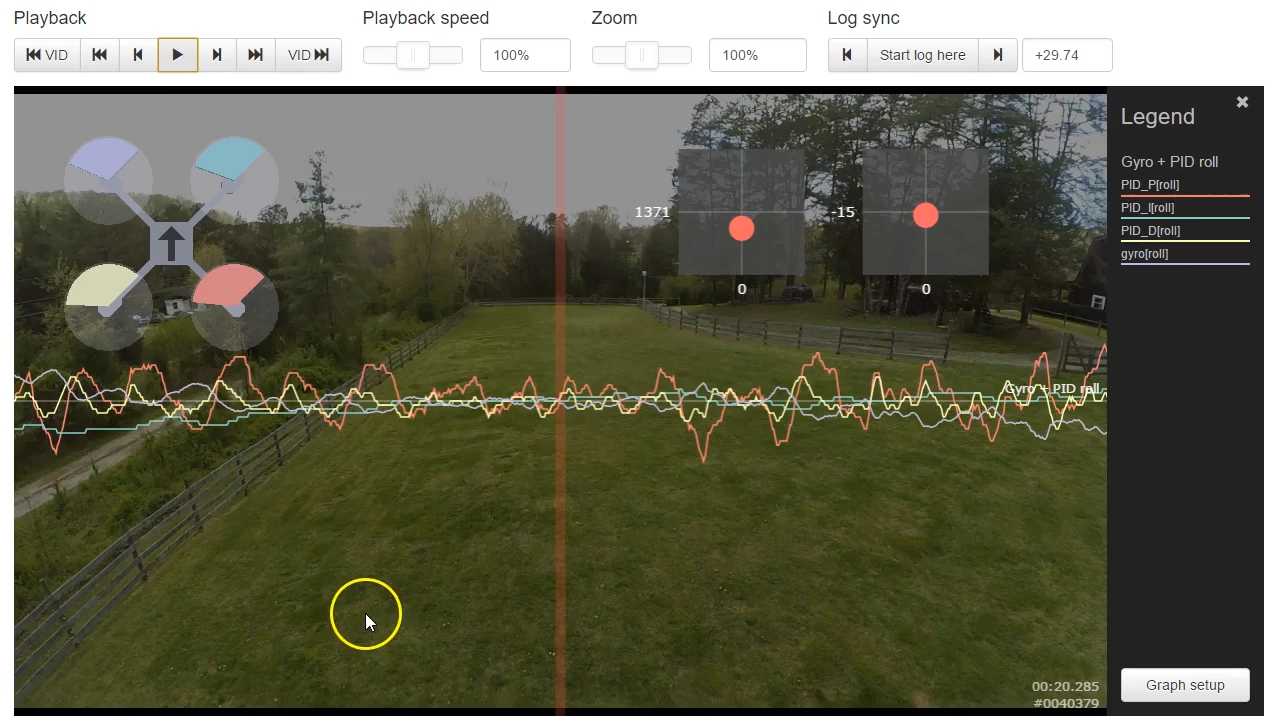 Playback
Playback speed
Zoom
Log sync
VID
VID
100%
100%
Start log here
+29.74
Legend
Gyro + PID roll
PID_P[roll]
PID_I[roll]
PID_D[roll]
gyro[roll]
1371
-15
0
0
Gyro + PID roll
00:20.285
#0040379
Graph setup